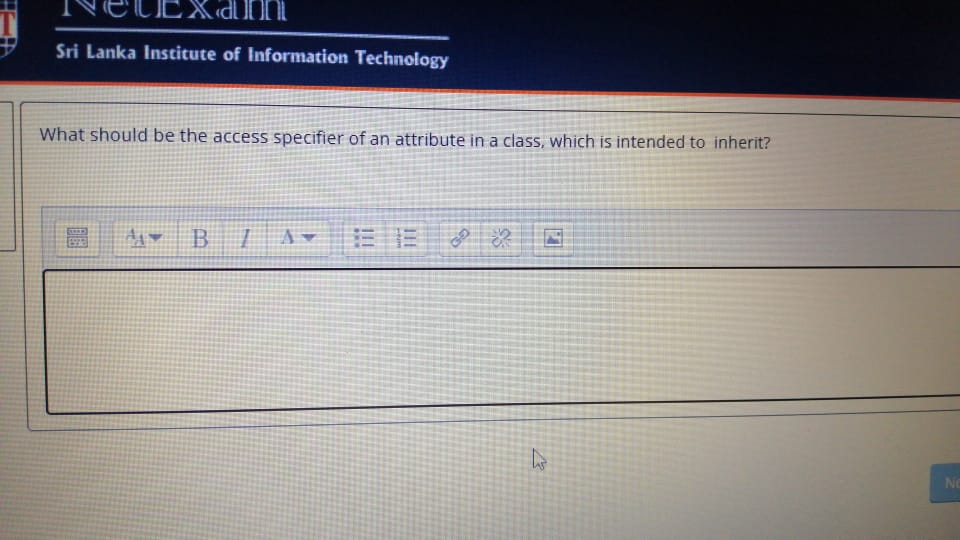 NetExam
Sri Lanka Institute of Information Technology
What should be the access specifier of an attribute in a class, which is intended to inherit?
B I A